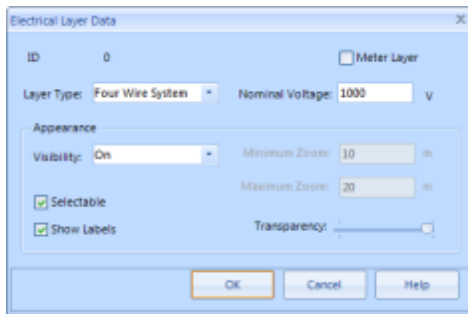 Electrical Layer Data
ID 0 Meter Layer
Layer Type: Four Wire System Nominal Voltage: 1000 V
Appearance
Visibility: On Minimum Zoom: 10 m
Maximum Zoom: 20 m
Selectable
Show Labels Transparency:
OK Cancel Help